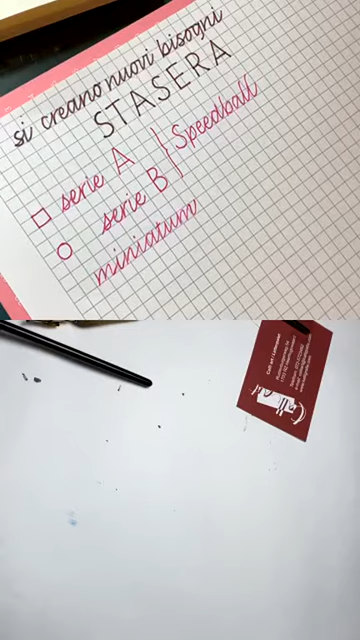 si creano nuovi bisogni
STASERA
serie A
serie B
Speedball
miniatum